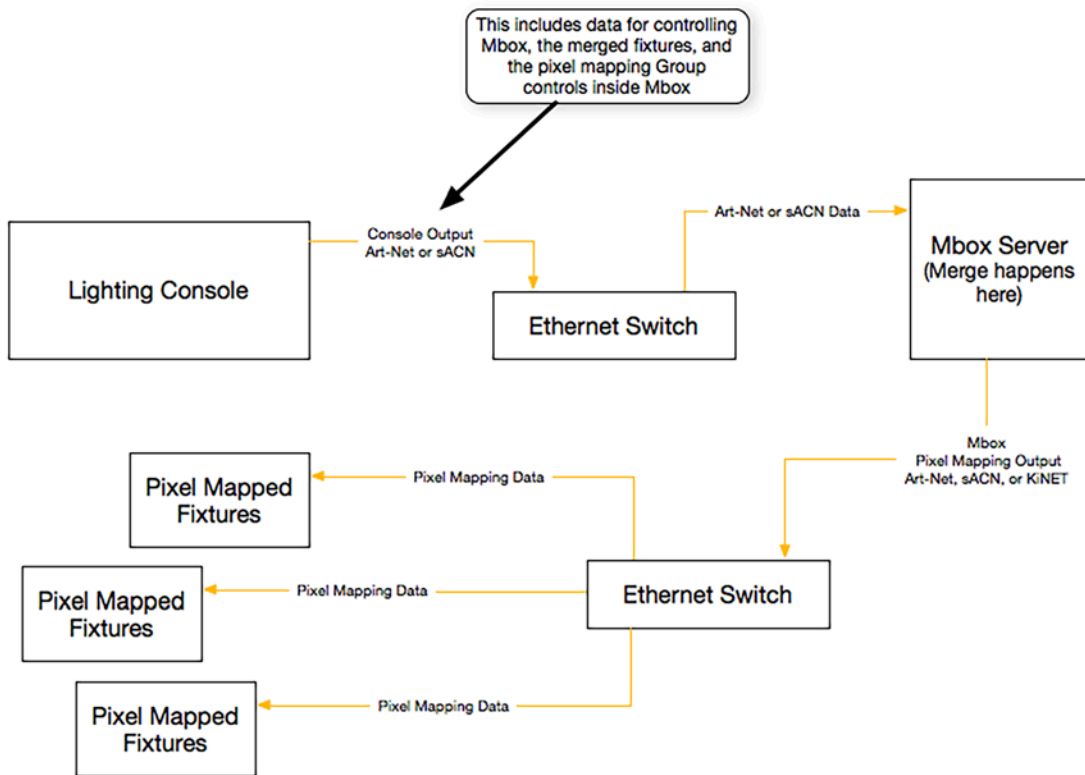 This includes data for controlling
Mbox, the merged fixtures, and
the pixel mapping Group
controls inside Mbox
Lighting Console
Console Output
Art-Net or sACN
Ethernet Switch
Art-Net or sACN Data
Mbox Server
(Merge happens
here)
Mbox
Pixel Mapping Output
Art-Net, sACN, or KiNET
Ethernet Switch
Pixel Mapping Data
Pixel Mapped
Fixtures
Pixel Mapping Data
Pixel Mapped
Fixtures
Pixel Mapping Data
Pixel Mapped
Fixtures